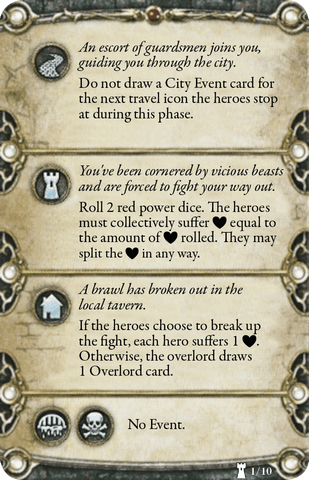 An escort of guardsmen joins you,
guiding you through the city.
Do not draw a City Event card for
the next travel icon the heroes stop
at during this phase.
You've been cornered by vicious beasts
and are forced to fight your way out.
Roll 2 red power dice. The heroes
must collectively suffer ♥ equal to
the amount of ♥ rolled. They may
split the ♥ in any way.
A brawl has broken out in the
local tavern.
If the heroes choose to break up
the fight, each hero suffers 1 ♥.
Otherwise, the overlord draws
1 Overlord card.
No Event.
1/10